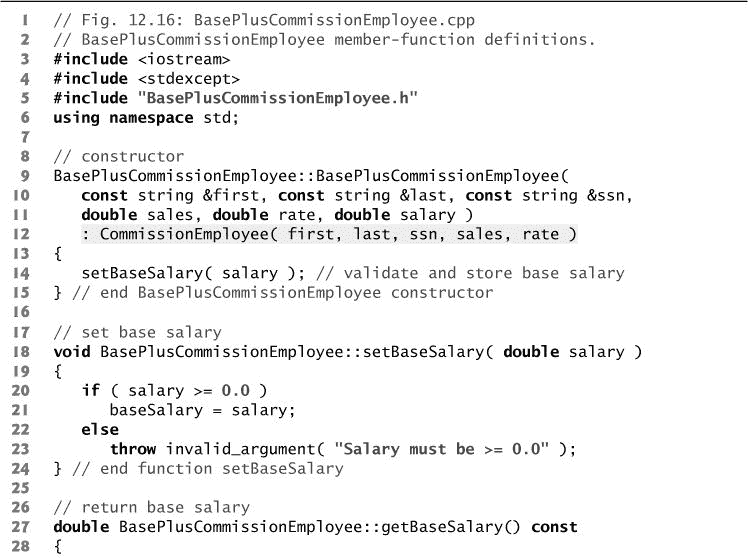 1 // Fig. 12.16: BasePlusCommissionEmployee.cpp
2 // BasePlusCommissionEmployee member-function definitions.
3 #include <iostream>
4 #include <stdexcept>
5 #include "BasePlusCommissionEmployee.h"
6 using namespace std;
7
8 // constructor
9 BasePlusCommissionEmployee::BasePlusCommissionEmployee(
10    const string &first, const string &last, const string &ssn,
11    double sales, double rate, double salary )
12    : CommissionEmployee( first, last, ssn, sales, rate )
13 {
14    setBaseSalary( salary ); // validate and store base salary
15 } // end BasePlusCommissionEmployee constructor
16
17 // set base salary
18 void BasePlusCommissionEmployee::setBaseSalary( double salary )
19 {
20    if ( salary >= 0.0 )
21       baseSalary = salary;
22    else
23       throw invalid_argument( "Salary must be >= 0.0" );
24 } // end function setBaseSalary
25
26 // return base salary
27 double BasePlusCommissionEmployee::getBaseSalary() const
28 {